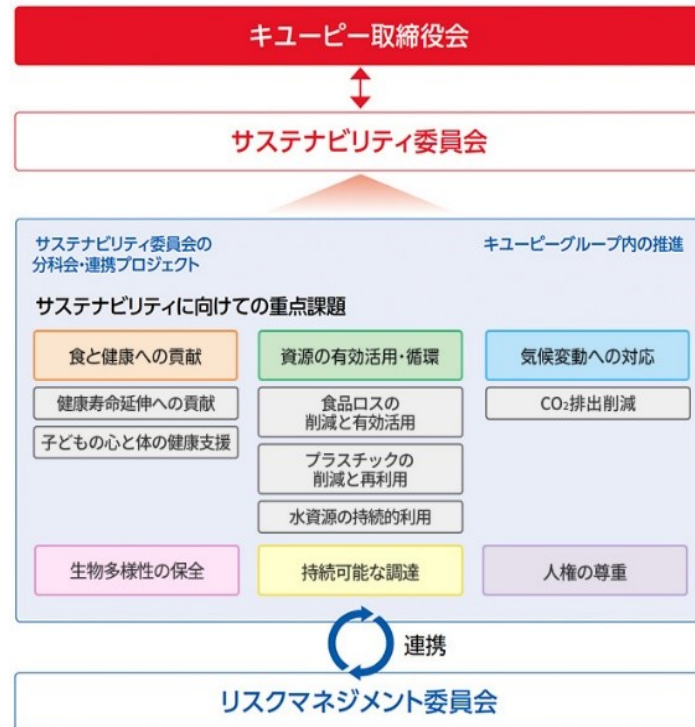 キユーピー取締役会
サステナビリティ委員会
サステナビリティ委員会の
分科会・連携プロジェクト
キユーピーグループ内の推進
サステナビリティに向けての重点課題
食と健康への貢献
健康寿命延伸への貢献
子どもの心と体の健康支援
資源の有効活用・循環
食品ロスの
削減と有効活用
プラスチックの
削減と再利用
水資源の持続的利用
気候変動への対応
CO₂排出削減
生物多様性の保全
持続可能な調達
人権の尊重
連携
リスクマネジメント委員会